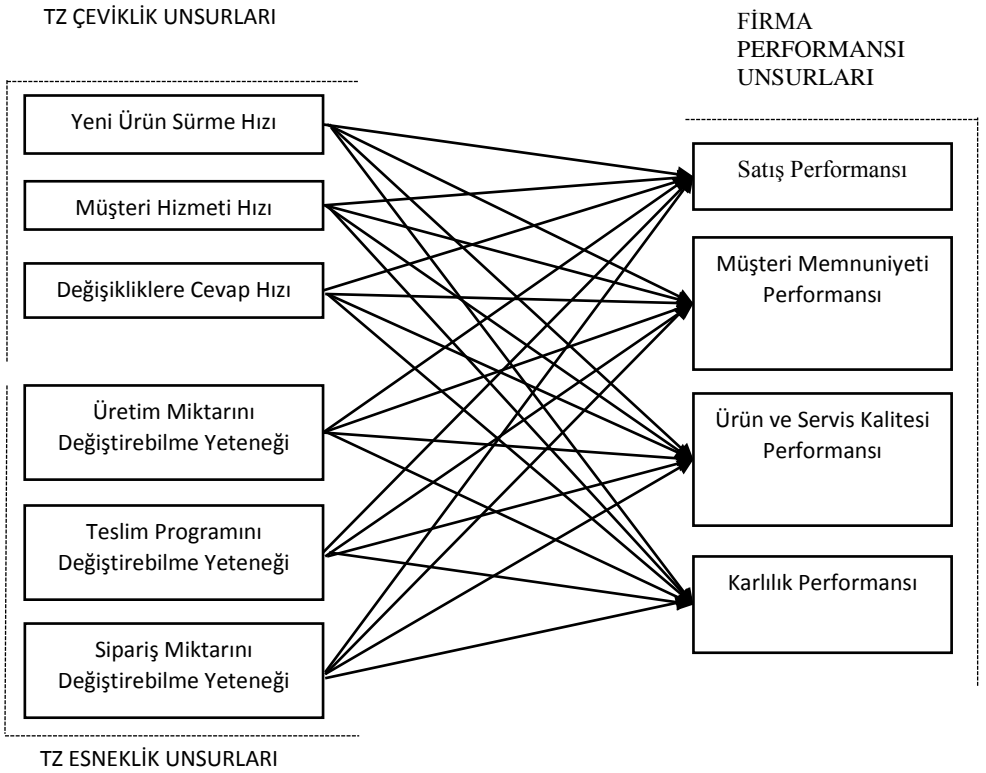 TZ ÇEVİKLİK UNSURLARI
Yeni Ürün Sürme Hızı
Müşteri Hizmeti Hızı
Değişikliklere Cevap Hızı
Üretim Miktarını
Değiştirebilme Yeteneği
Teslim Programını
Değiştirebilme Yeteneği
Sipariş Miktarını
Değiştirebilme Yeteneği
TZ ESNEKLİK UNSURLARI
FİRMA
PERFORMANSI
UNSURLARI
Satış Performansı
Müşteri Memnuniyeti
Performansı
Ürün ve Servis Kalitesi
Performansı
Karlılık Performansı